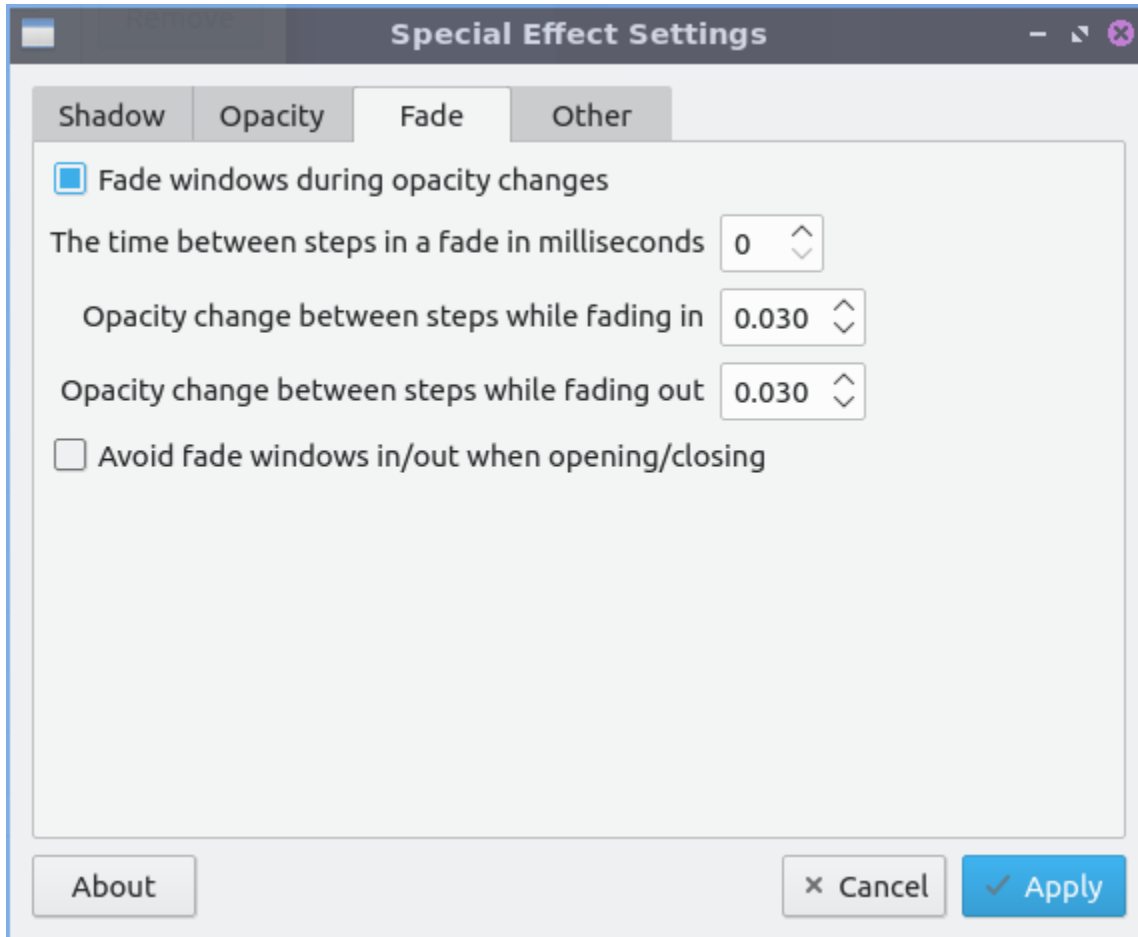 Remove
Special Effect Settings
Shadow Opacity Fade Other
Fade windows during opacity changes
The time between steps in a fade in milliseconds 0
Opacity change between steps while fading in 0.030
Opacity change between steps while fading out 0.030
Avoid fade windows in/out when opening/closing
About Cancel Apply